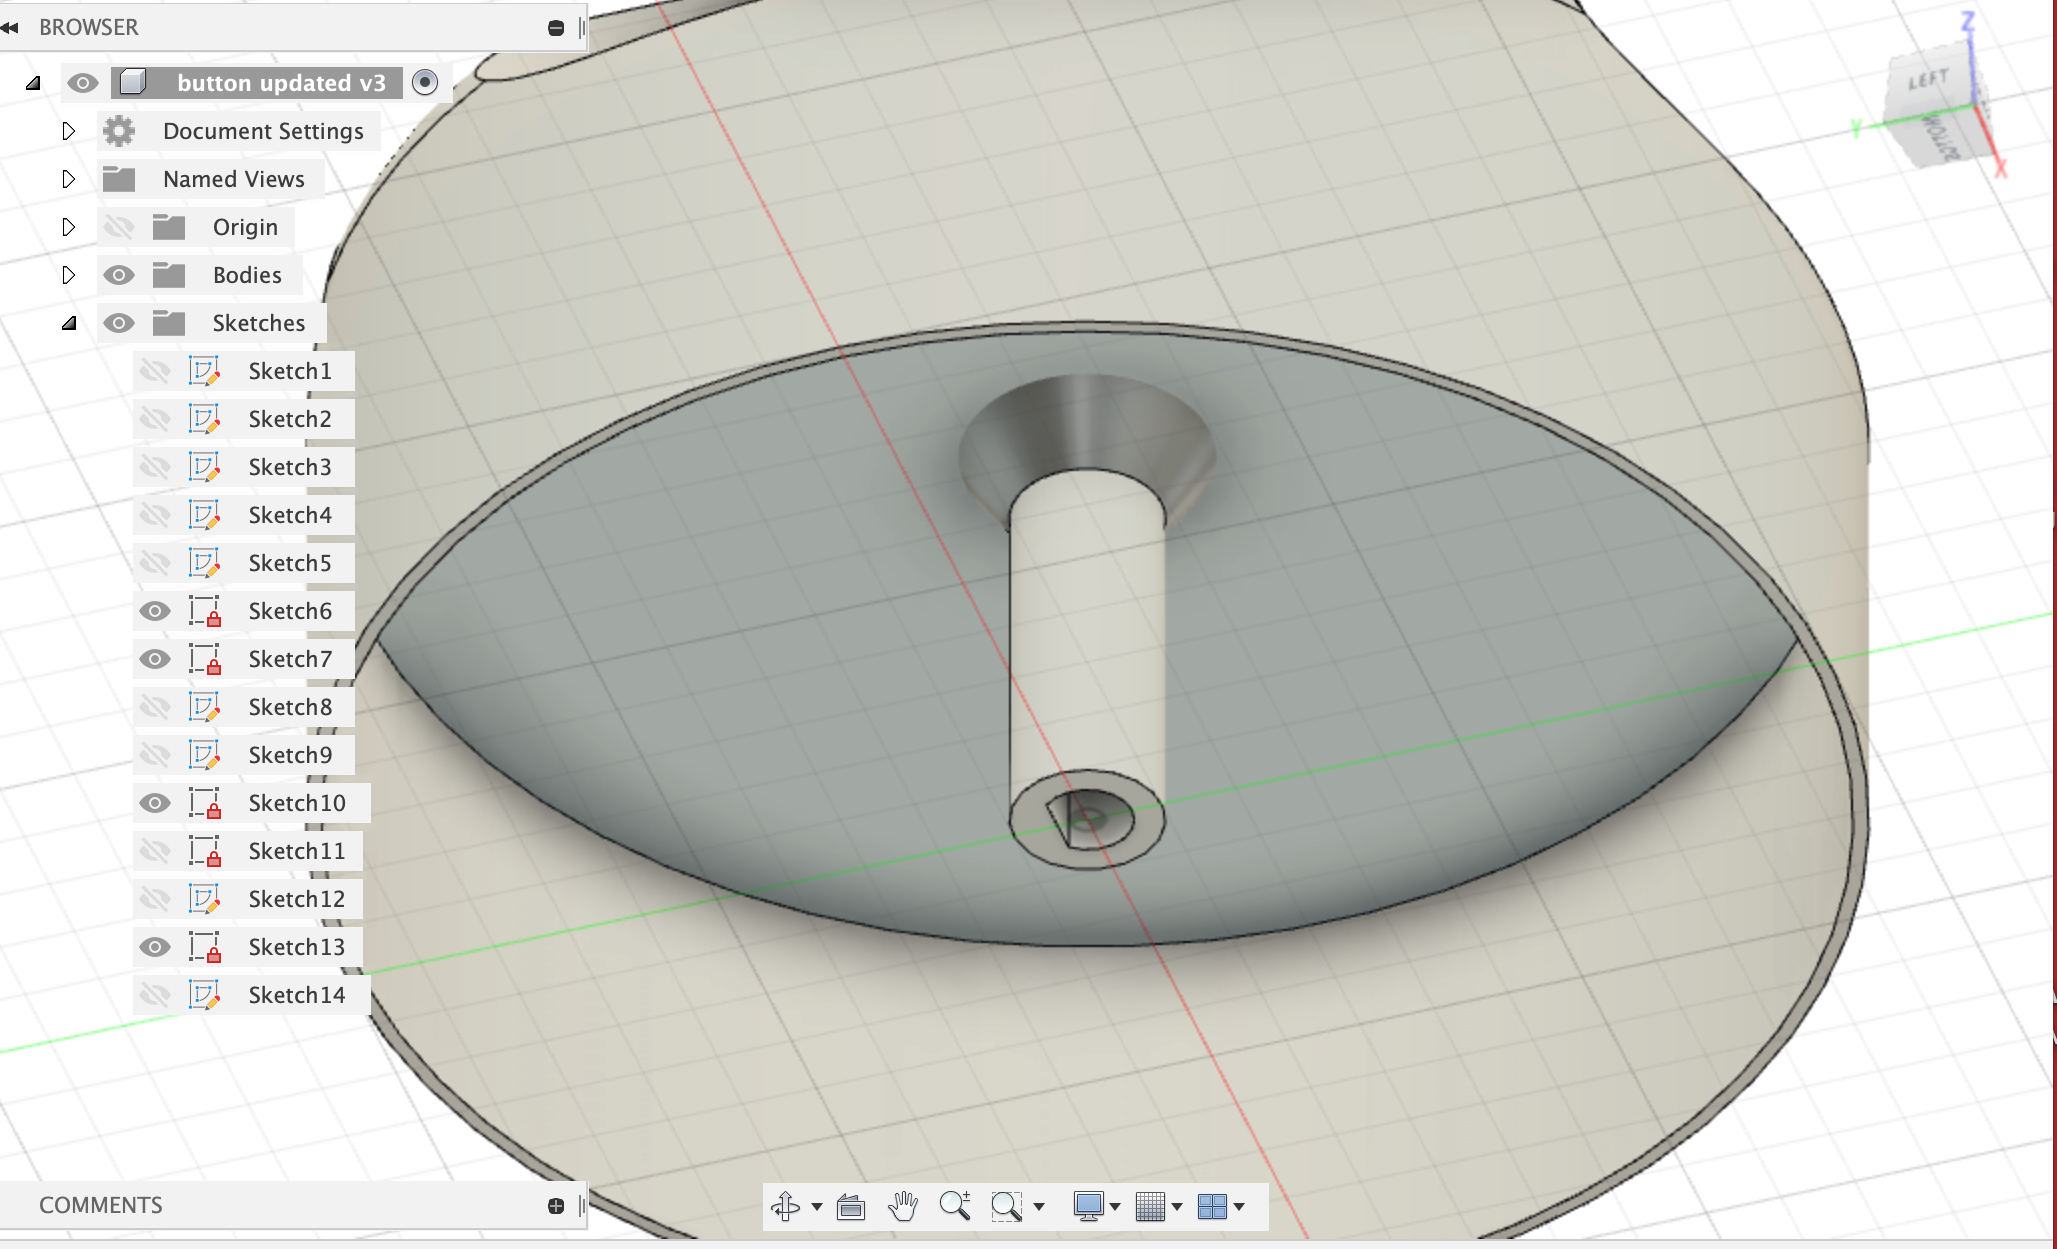 BROWSER
button updated v3
Document Settings
Named Views
Origin
Bodies
Sketches
Sketch1
Sketch2
Sketch3
Sketch4
Sketch5
Sketch6
Sketch7
Sketch8
Sketch9
Sketch10
Sketch11
Sketch12
Sketch13
Sketch14
COMMENTS
Z
LEFT
Y
BOTTOM
X